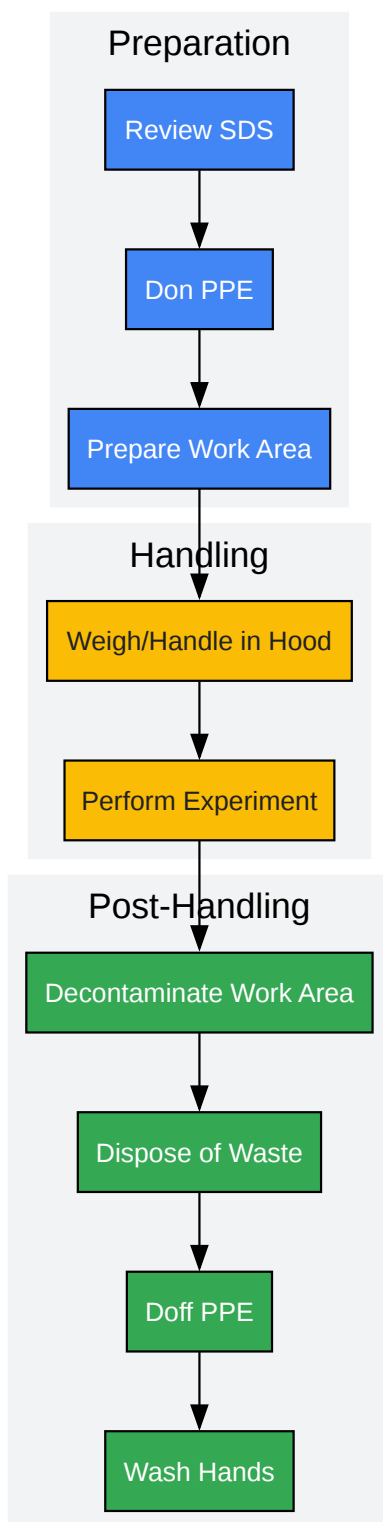 Preparation
Review SDS
Don PPE
Prepare Work Area
Handling
Weigh/Handle in Hood
Perform Experiment
Post-Handling
Decontaminate Work Area
Dispose of Waste
Doff PPE
Wash Hands